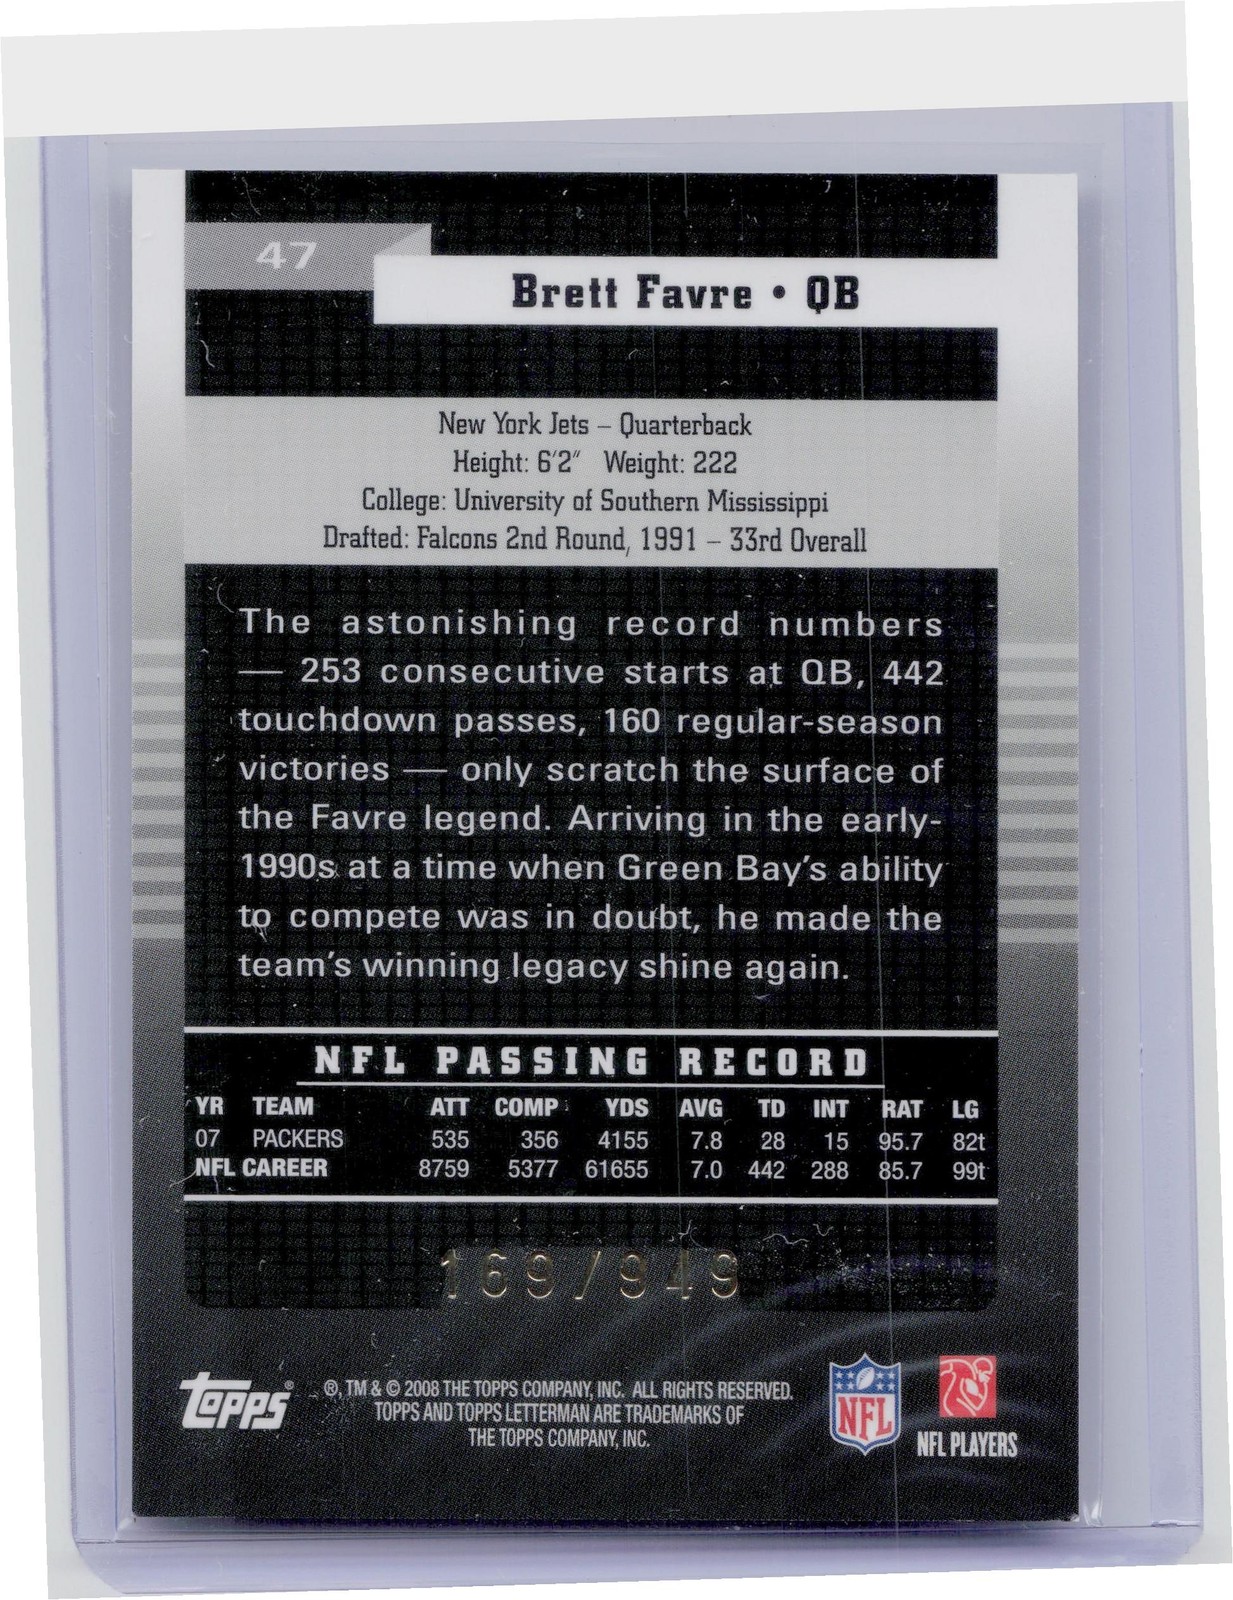 47
Brett Favre • QB
New York Jets – Quarterback
Height: 6'2" Weight: 222
College: University of Southern Mississippi
Drafted: Falcons 2nd Round, 1991 – 33rd Overall
The astonishing record numbers
— 253 consecutive starts at QB, 442
touchdown passes, 160 regular-season
victories — only scratch the surface of
the Favre legend. Arriving in the early-
1990s at a time when Green Bay's ability
to compete was in doubt, he made the
team's winning legacy shine again.
NFL PASSING RECORD
YR TEAM ATT COMP YDS AVG TD INT RAT LG
07 PACKERS 535 356 4155 7.8 28 15 95.7 82t
NFL CAREER 8759 5377 61655 7.0 442 288 85.7 99t
169/949
topps®
®, TM & © 2008 THE TOPPS COMPANY, INC. ALL RIGHTS RESERVED.
TOPPS AND TOPPS LETTERMAN ARE TRADEMARKS OF
THE TOPPS COMPANY, INC.
NFL
NFL PLAYERS